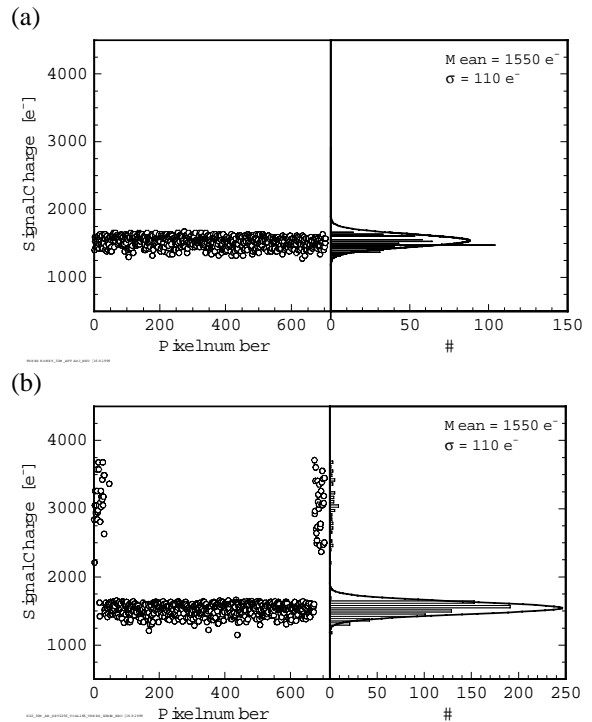 (a)
Mean = 1550 e⁻
σ = 110 e⁻
4000
3000
2000
1000
SignalCharge [e⁻]
0 200 400 600 0 50 100 150
Pixelnumber #
(b)
Mean = 1550 e⁻
σ = 110 e⁻
4000
3000
2000
1000
SignalCharge [e⁻]
0 200 400 600 0 50 100 150 200 250
Pixelnumber #